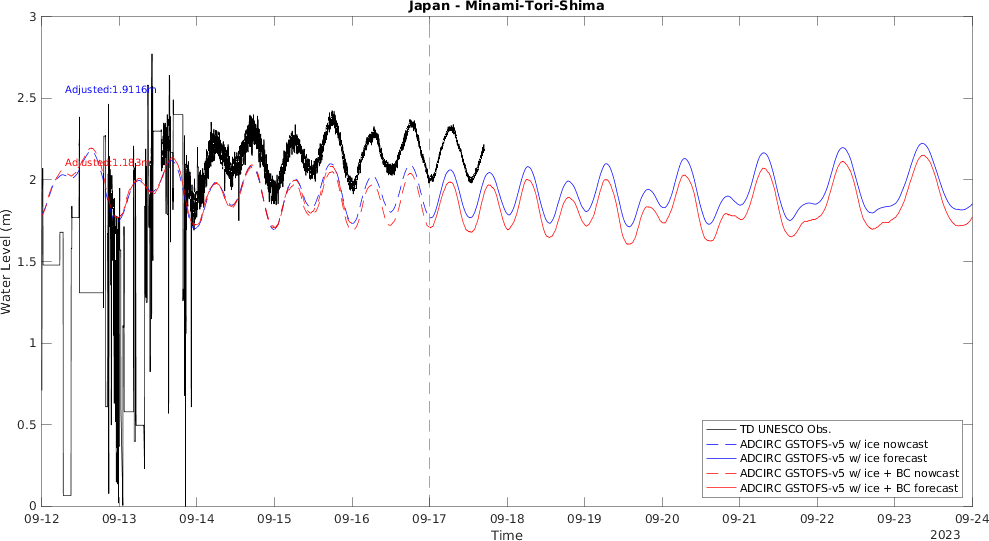 Japan - Minami-Tori-Shima
3
2.5
2
1.5
1
0.5
0
Water Level (m)
Adjusted:1.9116m
Adjusted:1.183m
TD UNESCO Obs.
ADCIRC GSTOFS-v5 w/ ice nowcast
ADCIRC GSTOFS-v5 w/ ice forecast
ADCIRC GSTOFS-v5 w/ ice + BC nowcast
ADCIRC GSTOFS-v5 w/ ice + BC forecast
09-12 09-13 09-14 09-15 09-16 09-17 09-18 09-19 09-20 09-21 09-22 09-23 09-24
Time
2023